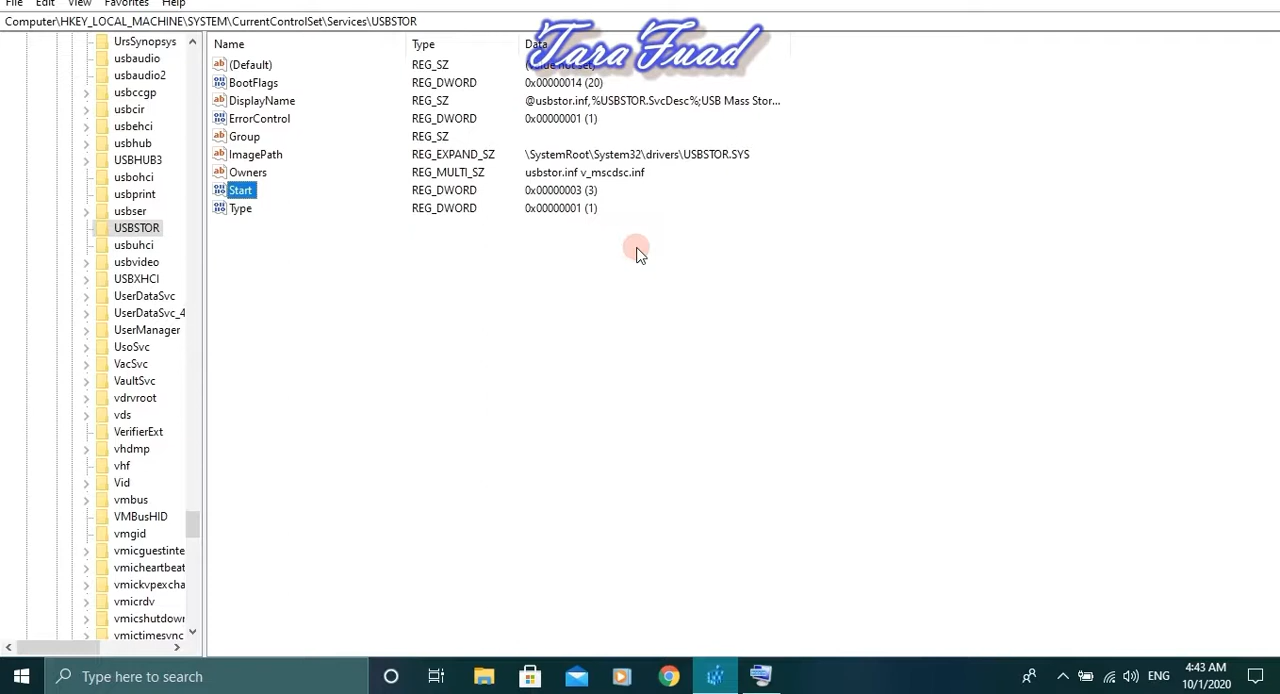 File Edit View Favorites Help
Computer\HKEY_LOCAL_MACHINE\SYSTEM\CurrentControlSet\Services\USBSTOR
Tara Fuad
UrsSynopsys
usbaudio
usbaudio2
usbccgp
usbcir
usbehci
usbhub
USBHUB3
usbohci
usbprint
usbser
USBSTOR
usbuhci
usbvideo
USBXHCI
UserDataSvc
UserDataSvc_4
UserManager
UsoSvc
VacSvc
VaultSvc
vdrvroot
vds
VerifierExt
vhdmp
vhf
Vid
vmbus
VMBusHID
vmgid
vmicguestinte
vmicheartbeat
vmickvpexcha
vmicrdv
vmicshutdown
vmictimesync
Name Type Data
(Default) REG_SZ (value not set)
BootFlags REG_DWORD 0x00000014 (20)
DisplayName REG_SZ @usbstor.inf,%USBSTOR.SvcDesc%;USB Mass Stor...
ErrorControl REG_DWORD 0x00000001 (1)
Group REG_SZ
ImagePath REG_EXPAND_SZ \SystemRoot\System32\drivers\USBSTOR.SYS
Owners REG_MULTI_SZ usbstor.inf v_mscdsc.inf
Start REG_DWORD 0x00000003 (3)
Type REG_DWORD 0x00000001 (1)
Type here to search
ENG
4:43 AM
10/1/2020